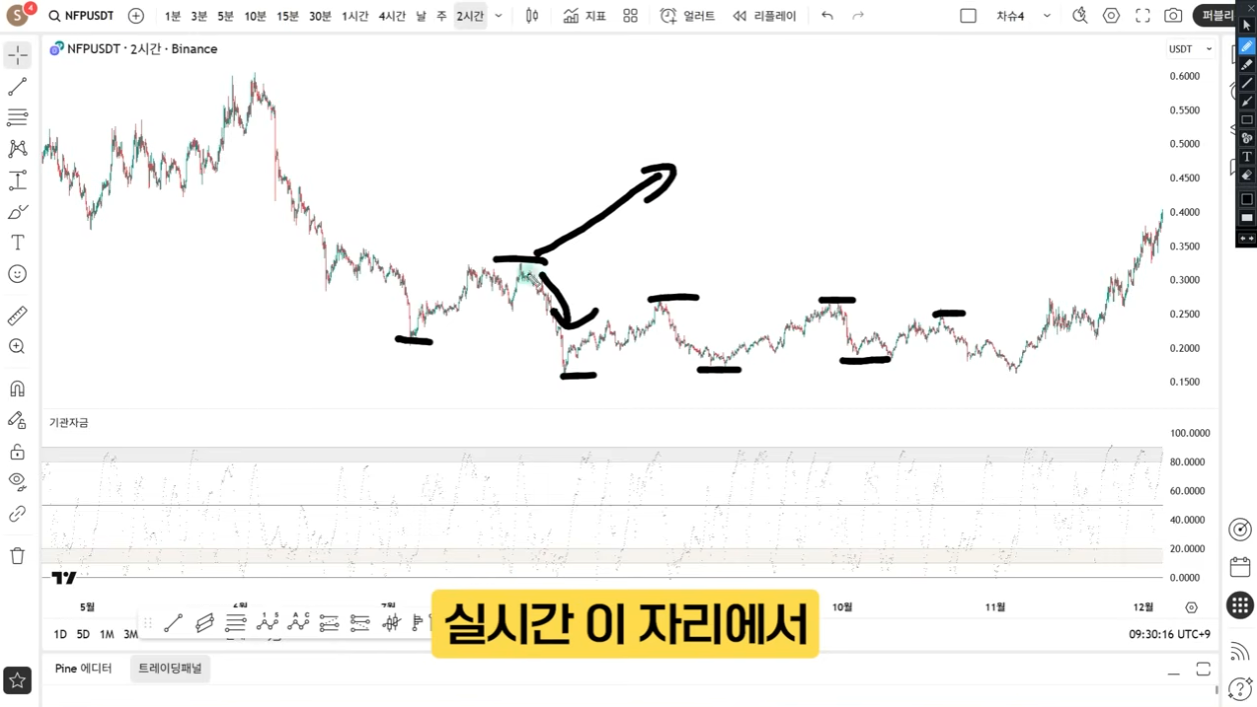 S 4 NFPUSDT 1분 3분 5분 10분 15분 30분 1시간 4시간 날 주 2시간 지표 얼러트 리플레이 차슈4 퍼블리
NFPUSDT · 2시간 · Binance
USDT
0.6000
0.5500
0.5000
0.4500
0.4000
0.3500
0.3000
0.2500
0.2000
0.1500
기관자금
100.0000
80.0000
60.0000
40.0000
20.0000
0.0000
5월 10월 11월 12월
실시간 이 자리에서
1D 5D 1M 3M
09:30:16 UTC+9
Pine 에디터 트레이딩패널